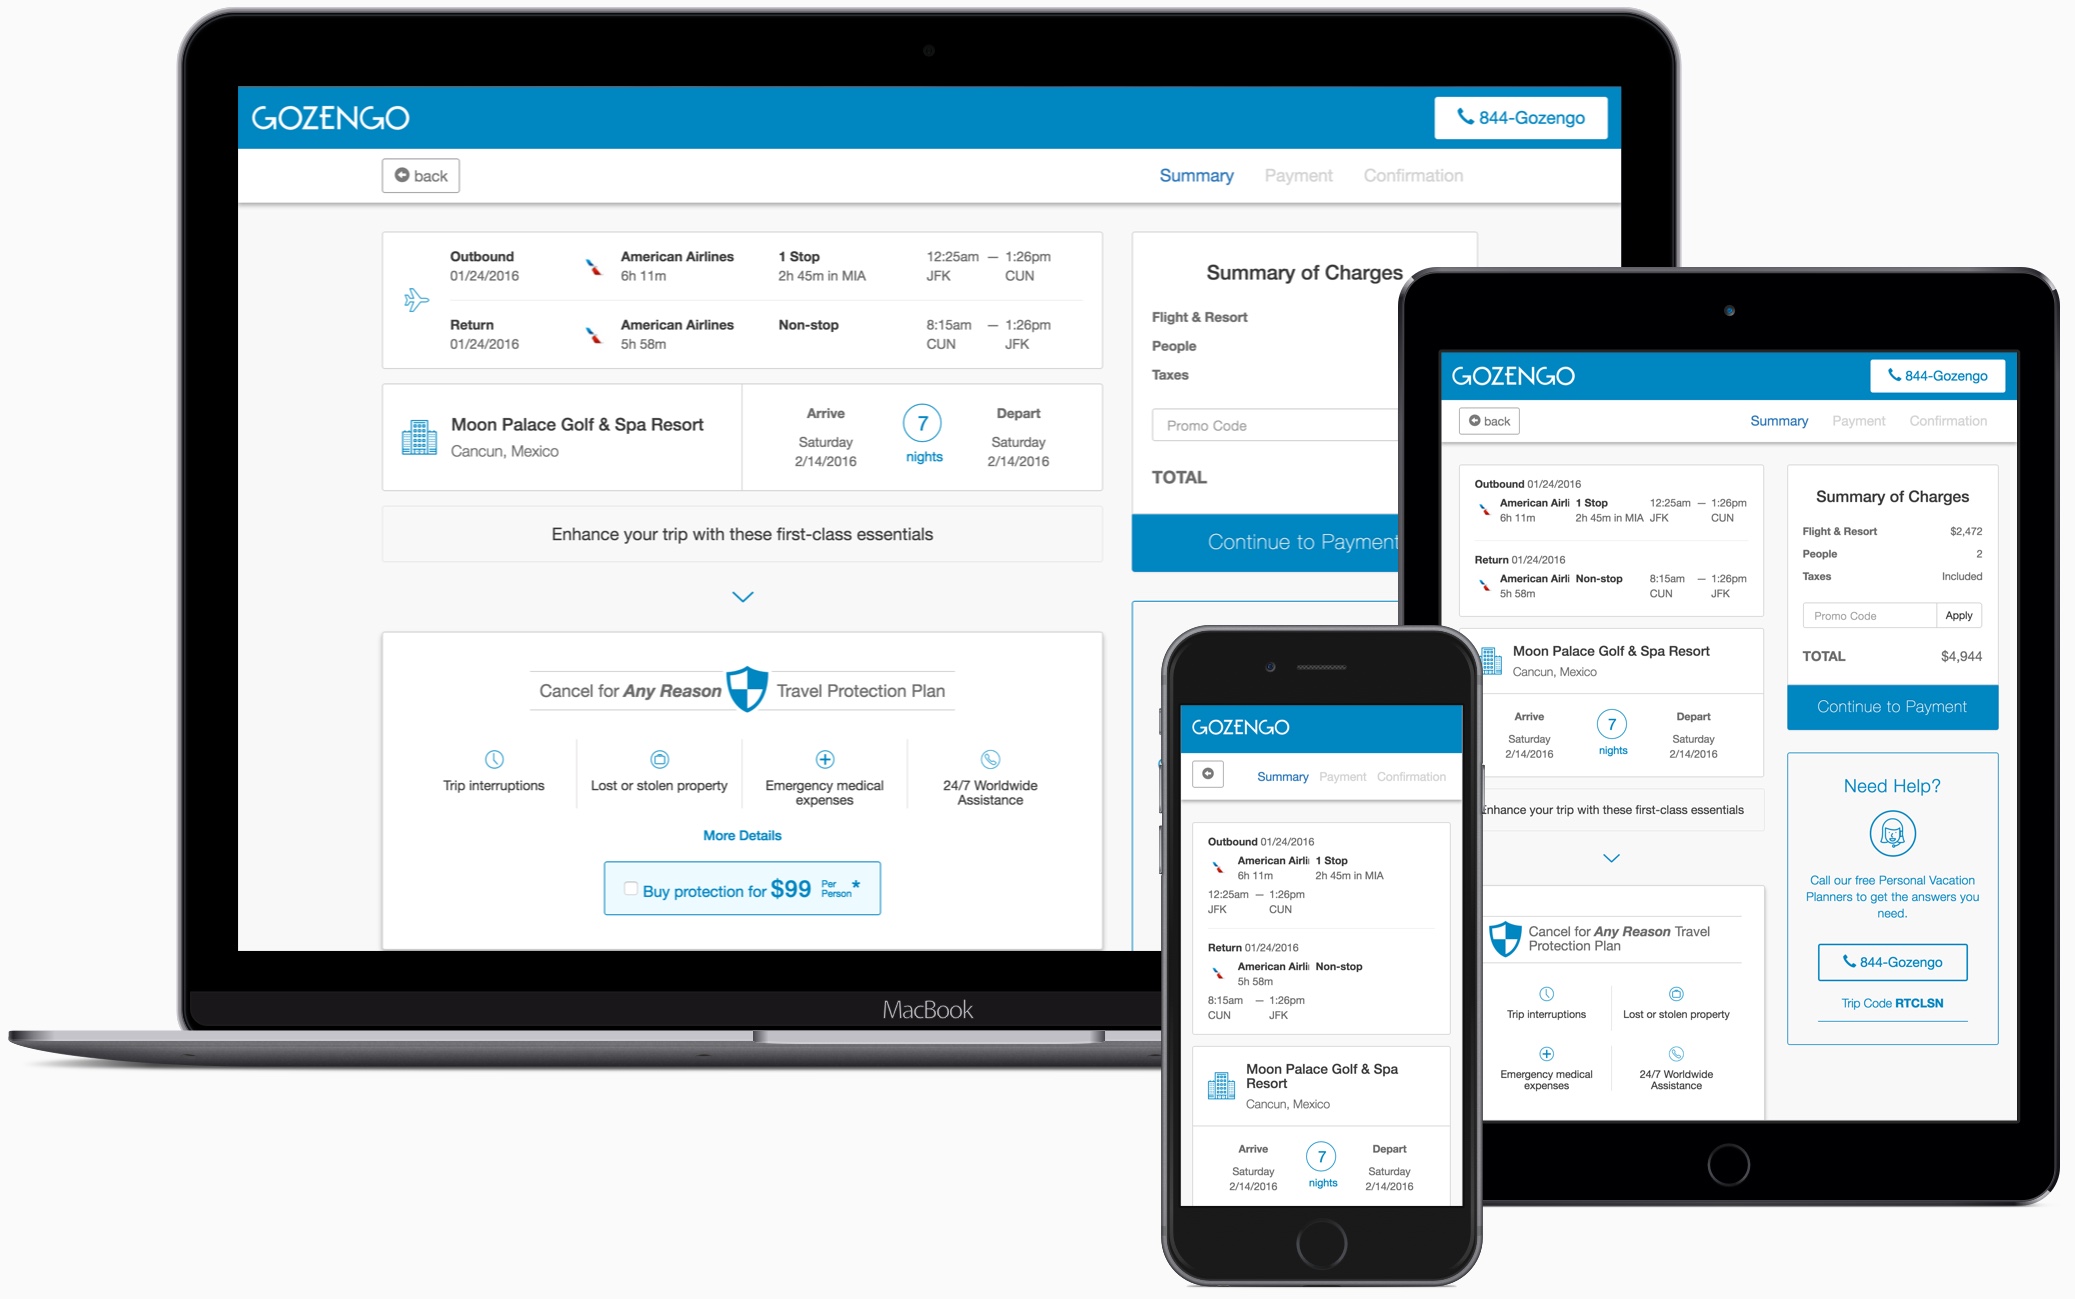 GOZENGO
844-Gozengo
back
Summary Payment Confirmation
Outbound American Airlines 1 Stop 12:25am — 1:26pm
01/24/2016 6h 11m 2h 45m in MIA JFK CUN
Return American Airlines Non-stop 8:15am — 1:26pm
01/24/2016 5h 58m CUN JFK
Moon Palace Golf & Spa Resort
Cancun, Mexico
Arrive 7 Depart
Saturday nights Saturday
2/14/2016 2/14/2016
Enhance your trip with these first-class essentials
Cancel for Any Reason Travel Protection Plan
Trip interruptions Lost or stolen property Emergency medical expenses 24/7 Worldwide Assistance
More Details
Buy protection for $99 Per Person*
Summary of Charges
Flight & Resort
People
Taxes
Promo Code
TOTAL
Continue to Payment
MacBook
GOZENGO
844-Gozengo
back
Summary Payment Confirmation
Outbound 01/24/2016
American Airli 1 Stop 12:25am — 1:26pm
6h 11m 2h 45m in MIA JFK CUN
Return 01/24/2016
American Airli Non-stop 8:15am — 1:26pm
5h 58m CUN JFK
Moon Palace Golf & Spa Resort
Cancun, Mexico
Arrive 7 Depart
Saturday nights Saturday
2/14/2016 2/14/2016
Enhance your trip with these first-class essentials
Cancel for Any Reason Travel
Protection Plan
Trip interruptions Lost or stolen property
Emergency medical expenses 24/7 Worldwide Assistance
Summary of Charges
Flight & Resort $2,472
People 2
Taxes Included
Promo Code Apply
TOTAL $4,944
Continue to Payment
Need Help?
Call our free Personal Vacation
Planners to get the answers you
need.
844-Gozengo
Trip Code RTCLSN
GOZENGO
Summary Payment Confirmation
Outbound 01/24/2016
American Airli 1 Stop
6h 11m 2h 45m in MIA
12:25am — 1:26pm
JFK CUN
Return 01/24/2016
American Airli Non-stop
5h 58m
8:15am — 1:26pm
CUN JFK
Moon Palace Golf & Spa
Resort
Cancun, Mexico
Arrive 7 Depart
Saturday nights Saturday
2/14/2016 2/14/2016